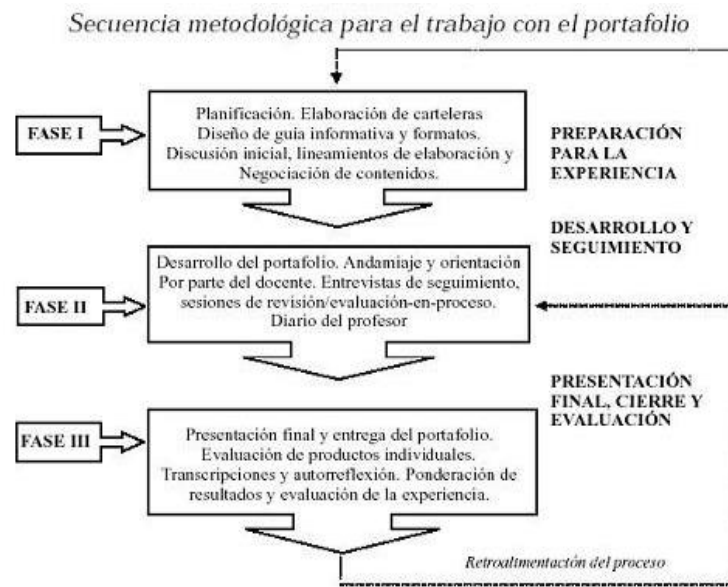 Secuencia metodológica para el trabajo con el portafolio
FASE I
Planificación. Elaboración de carteleras
Diseño de guía informativa y formatos.
Discusión inicial, lineamientos de elaboración y
Negociación de contenidos.
PREPARACIÓN
PARA LA
EXPERIENCIA
DESARROLLO Y
SEGUIMIENTO
FASE II
Desarrollo del portafolio. Andamiaje y orientación
Por parte del docente. Entrevistas de seguimiento,
sesiones de revisión/evaluación-en-proceso.
Diario del profesor
PRESENTACIÓN
FINAL, CIERRE Y
EVALUACIÓN
FASE III
Presentación final y entrega del portafolio.
Evaluación de productos individuales.
Transcripciones y autorreflexión. Ponderación de
resultados y evaluación de la experiencia.
Retroaltmentación del proceso